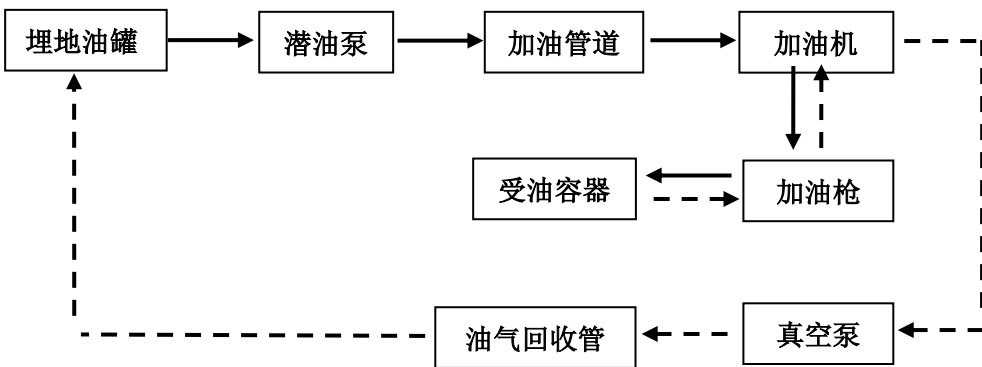 埋地油罐
潜油泵
加油管道
加油机
受油容器
加油枪
油气回收管
真空泵